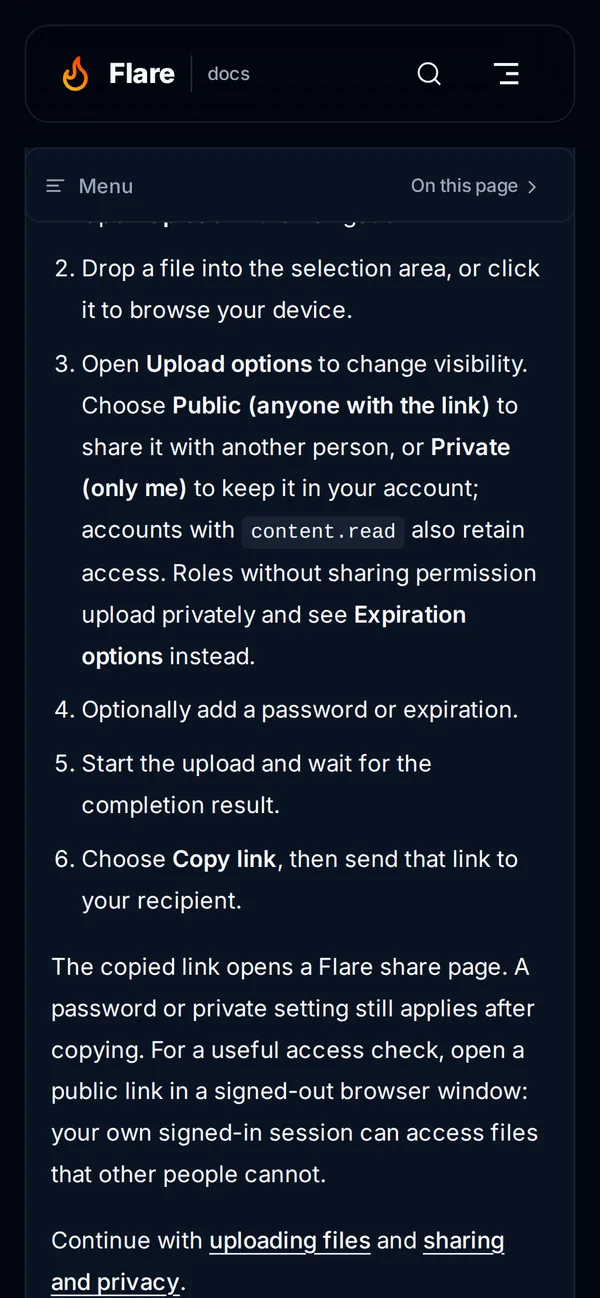 Flare docs
Menu On this page
2. Drop a file into the selection area, or click
it to browse your device.
3. Open Upload options to change visibility.
Choose Public (anyone with the link) to
share it with another person, or Private
(only me) to keep it in your account;
accounts with content.read also retain
access. Roles without sharing permission
upload privately and see Expiration
options instead.
4. Optionally add a password or expiration.
5. Start the upload and wait for the
completion result.
6. Choose Copy link, then send that link to
your recipient.
The copied link opens a Flare share page. A
password or private setting still applies after
copying. For a useful access check, open a
public link in a signed-out browser window:
your own signed-in session can access files
that other people cannot.
Continue with uploading files and sharing
and privacy.